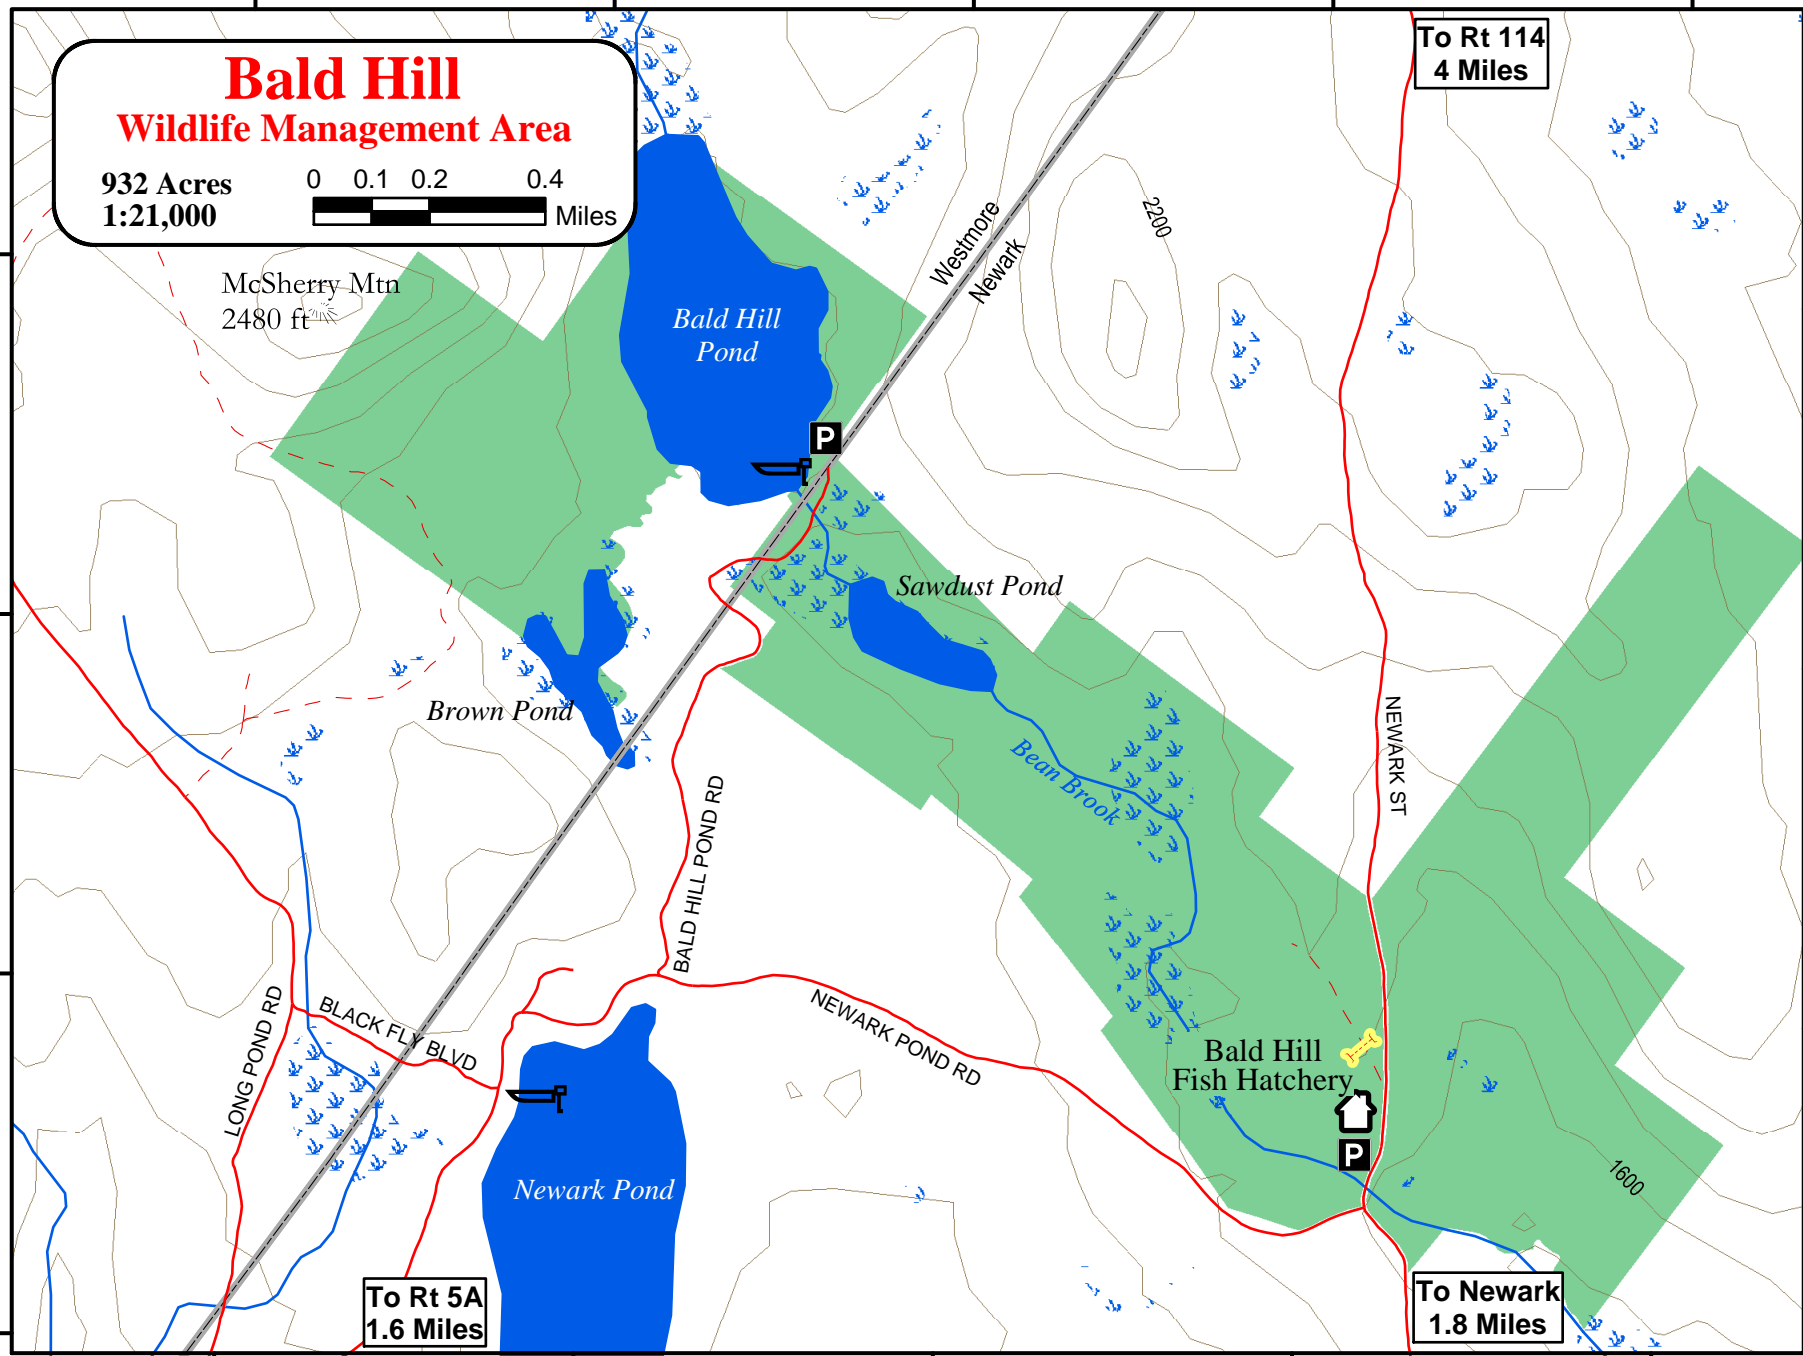 Bald Hill
Wildlife Management Area
932 Acres
1:21,000
0 0.1 0.2 0.4
Miles
To Rt 114
4 Miles
McSherry Mtn
2480 ft
Bald Hill
Pond
Westmore
Newark
2200
P
Sawdust Pond
Brown Pond
Bean Brook
NEWARK ST
BALD HILL POND RD
LONG POND RD
BLACK FLY BLVD
NEWARK POND RD
Bald Hill
Fish Hatchery
P
Newark Pond
1600
To Rt 5A
1.6 Miles
To Newark
1.8 Miles